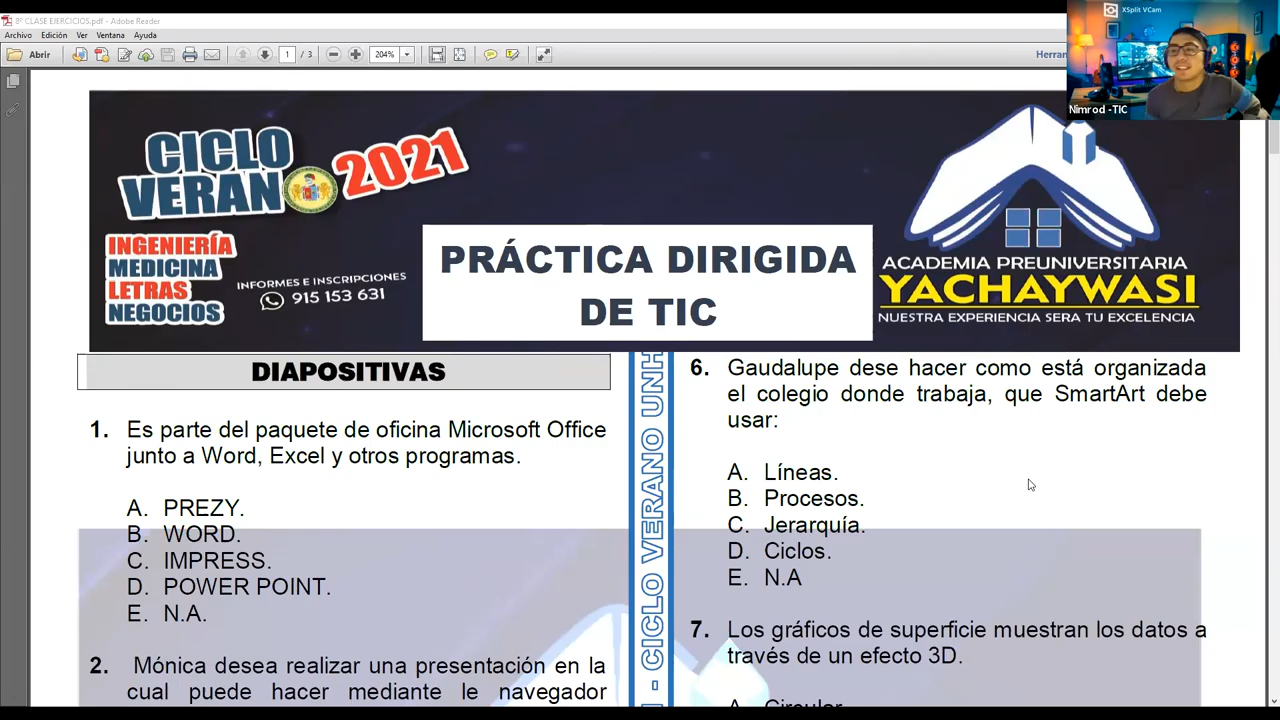 8º CLASE EJERCICIOS.pdf - Adobe Reader
Archivo Edición Ver Ventana Ayuda
Abrir 1 / 3 204% Herra
XSplit VCam
Nimrod -TIC
CICLO
VERANO
2021
INGENIERÍA
MEDICINA
LETRAS
NEGOCIOS
INFORMES E INSCRIPCIONES
915 153 631
PRÁCTICA DIRIGIDA
DE TIC
ACADEMIA PREUNIVERSITARIA
YACHAYWASI
NUESTRA EXPERIENCIA SERA TU EXCELENCIA
DIAPOSITIVAS
1. Es parte del paquete de oficina Microsoft Office
junto a Word, Excel y otros programas.
A. PREZY.
B. WORD.
C. IMPRESS.
D. POWER POINT.
E. N.A.
2. Mónica desea realizar una presentación en la
cual puede hacer mediante le navegador
- CICLO VERANO UNH
6. Gaudalupe dese hacer como está organizada
el colegio donde trabaja, que SmartArt debe
usar:
A. Líneas.
B. Procesos.
C. Jerarquía.
D. Ciclos.
E. N.A
7. Los gráficos de superficie muestran los datos a
través de un efecto 3D.
A. Circular